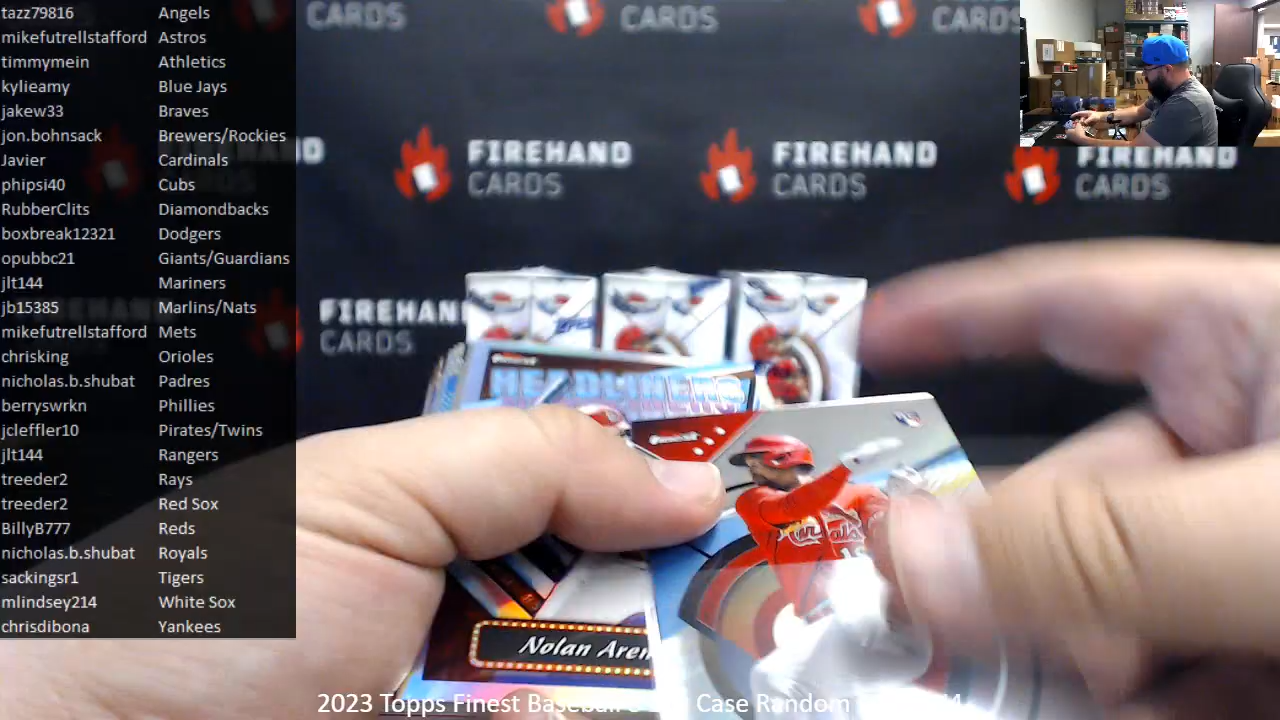 tazz79816 Angels
mikefutrellstafford Astros
timmymein Athletics
kylieamy Blue Jays
jakew33 Braves
jon.bohnsack Brewers/Rockies
Javier Cardinals
phipsi40 Cubs
RubberClits Diamondbacks
boxbreak12321 Dodgers
opubbc21 Giants/Guardians
jlt144 Mariners
jb15385 Marlins/Nats
mikefutrellstafford Mets
chrisking Orioles
nicholas.b.shubat Padres
berryswrkn Phillies
jcleffler10 Pirates/Twins
jlt144 Rangers
treeder2 Rays
treeder2 Red Sox
BillyB777 Reds
nicholas.b.shubat Royals
sackingsr1 Tigers
mlindsey214 White Sox
chrisdibona Yankees
CARDS
CARDS
CARDS
FIREHAND
CARDS
FIREHAND
CARDS
FIREHAND
CARDS
FIREHAN
CARDS
HEADLINERS
Nolan Aren
2023 Topps Finest Baseball Case Random